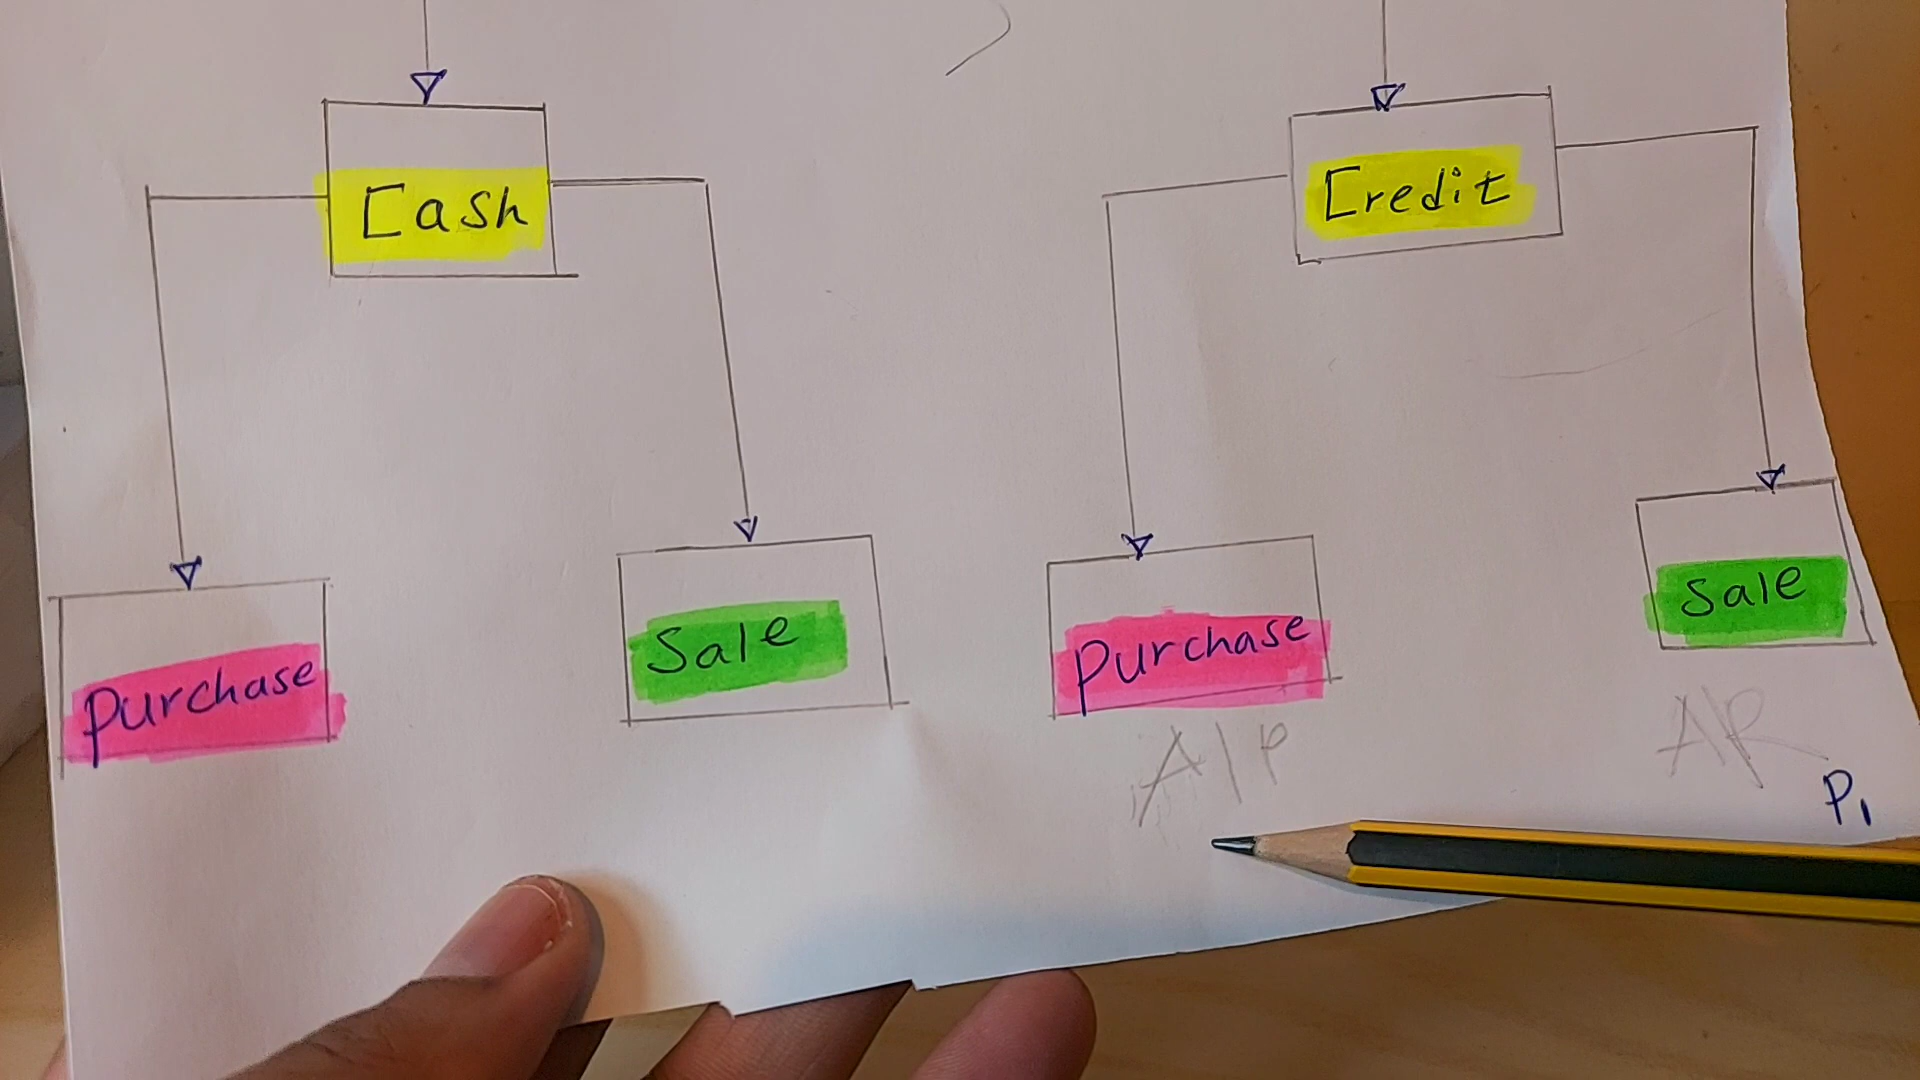 Cash
Credit
Purchase
Sale
Purchase
Sale
A/P
AR
P1